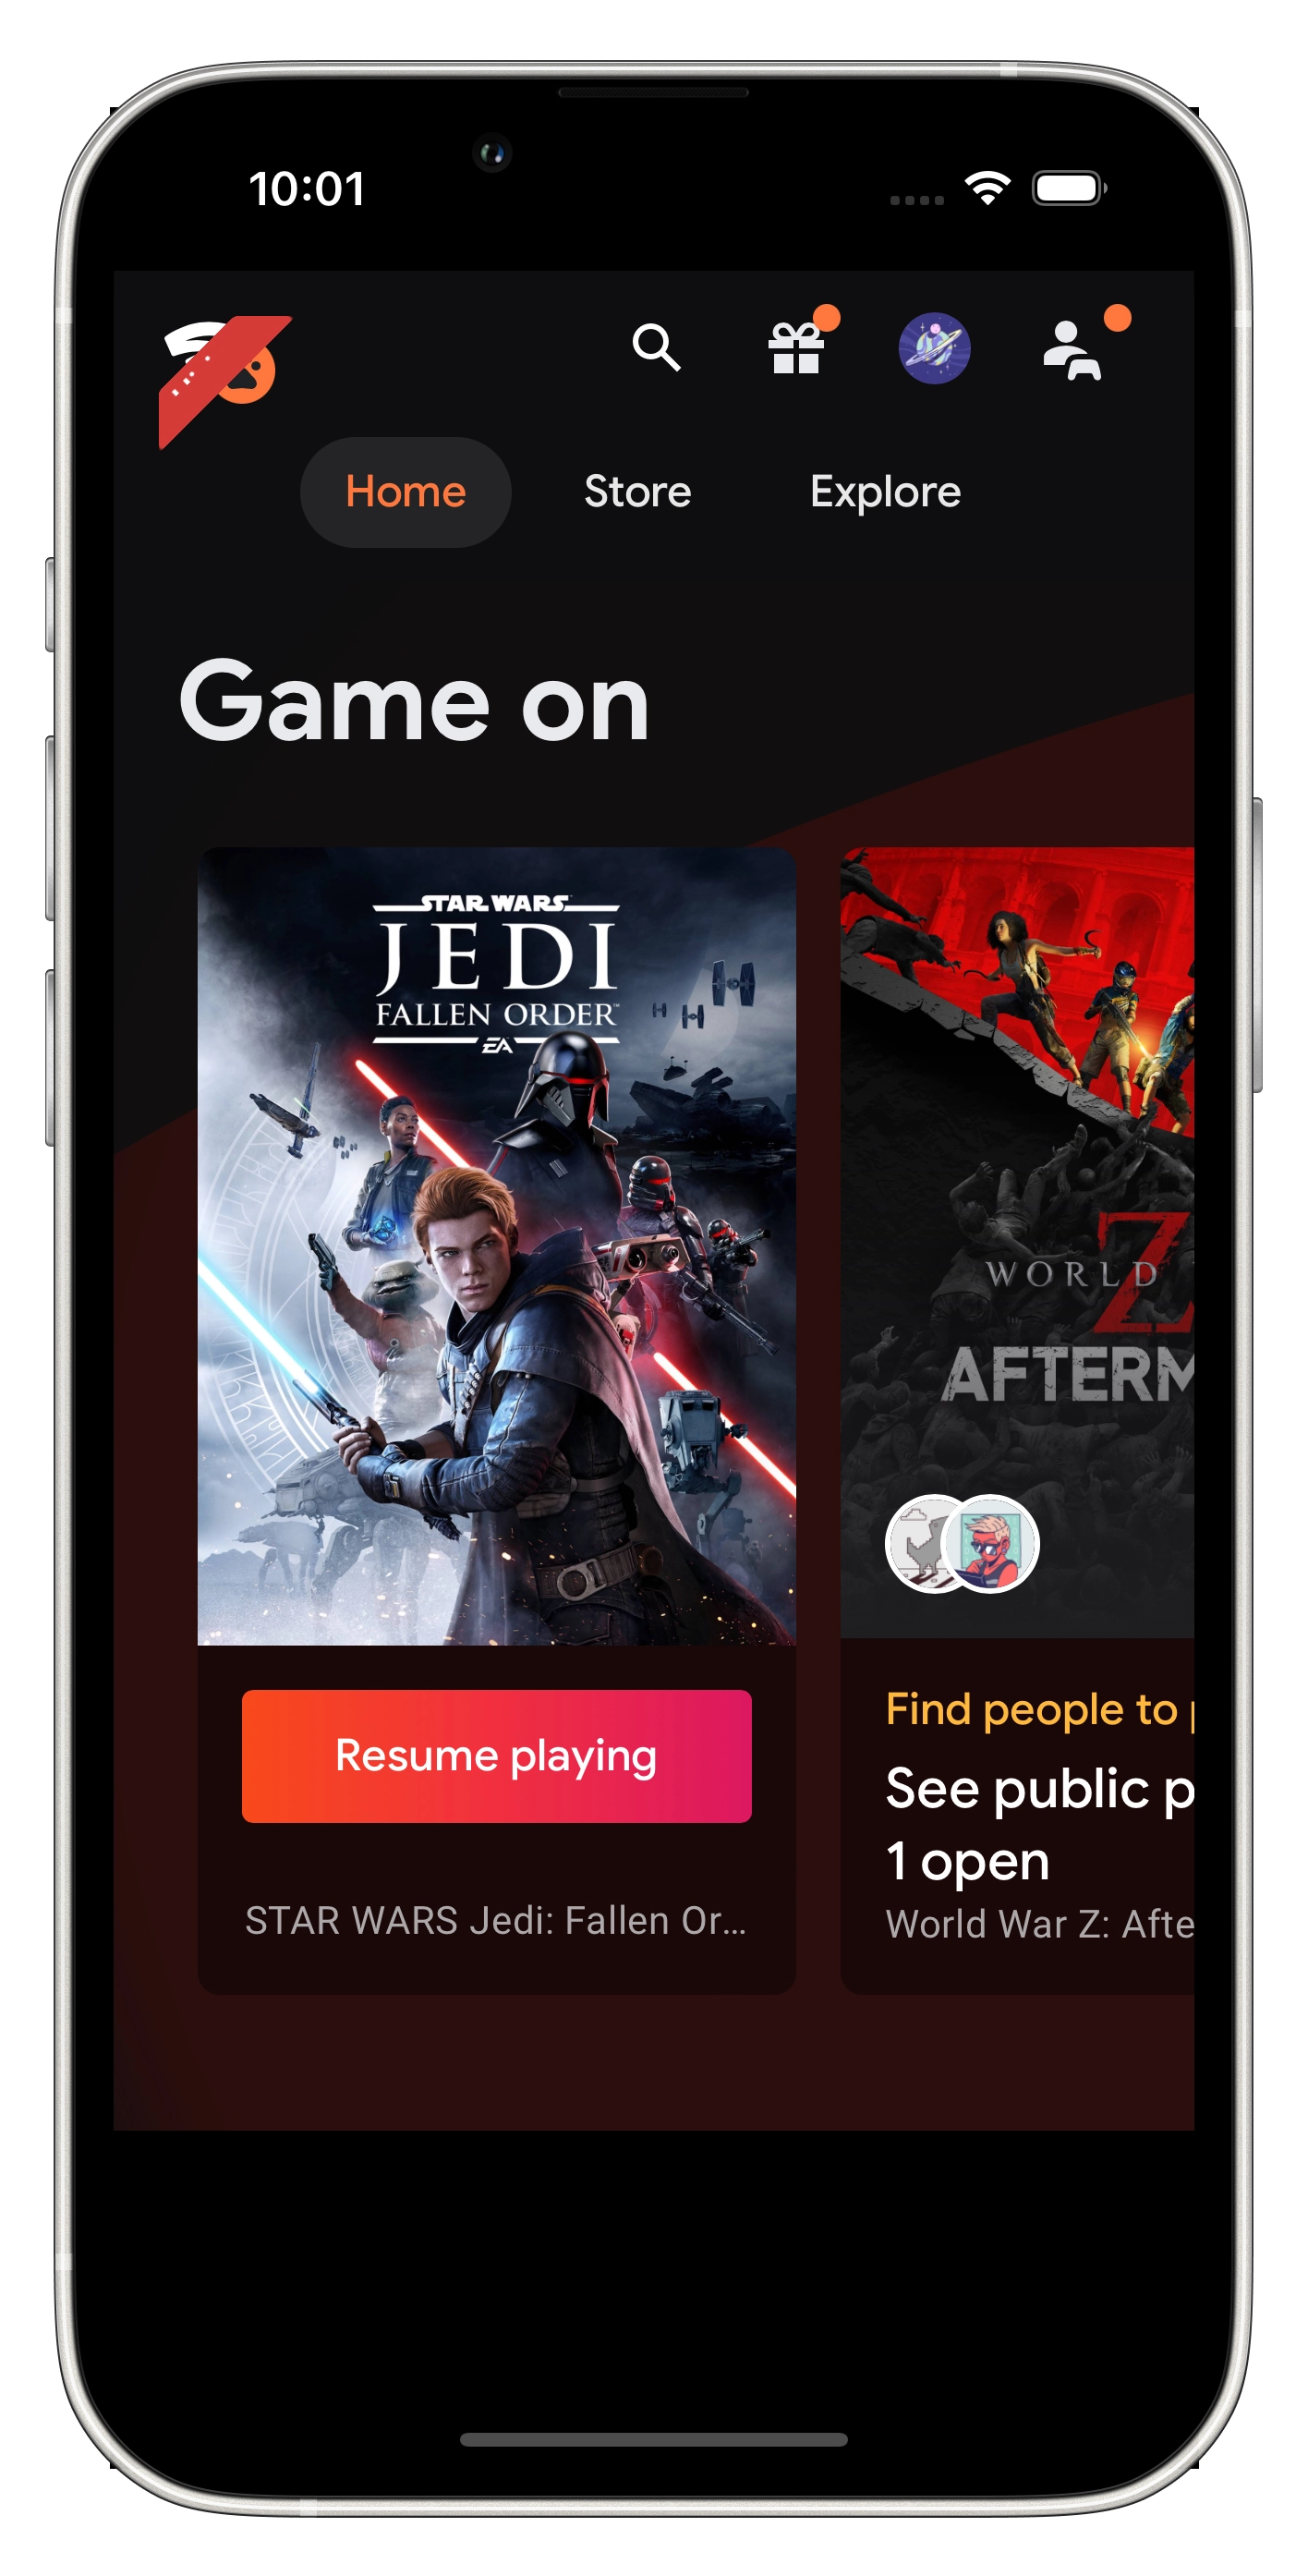 10:01
Home Store Explore
Game on
STAR WARS
JEDI
FALLEN ORDER™
EA
WORLD
Z
AFTERM
Resume playing
STAR WARS Jedi: Fallen Or...
Find people to p
See public p
1 open
World War Z: Afte